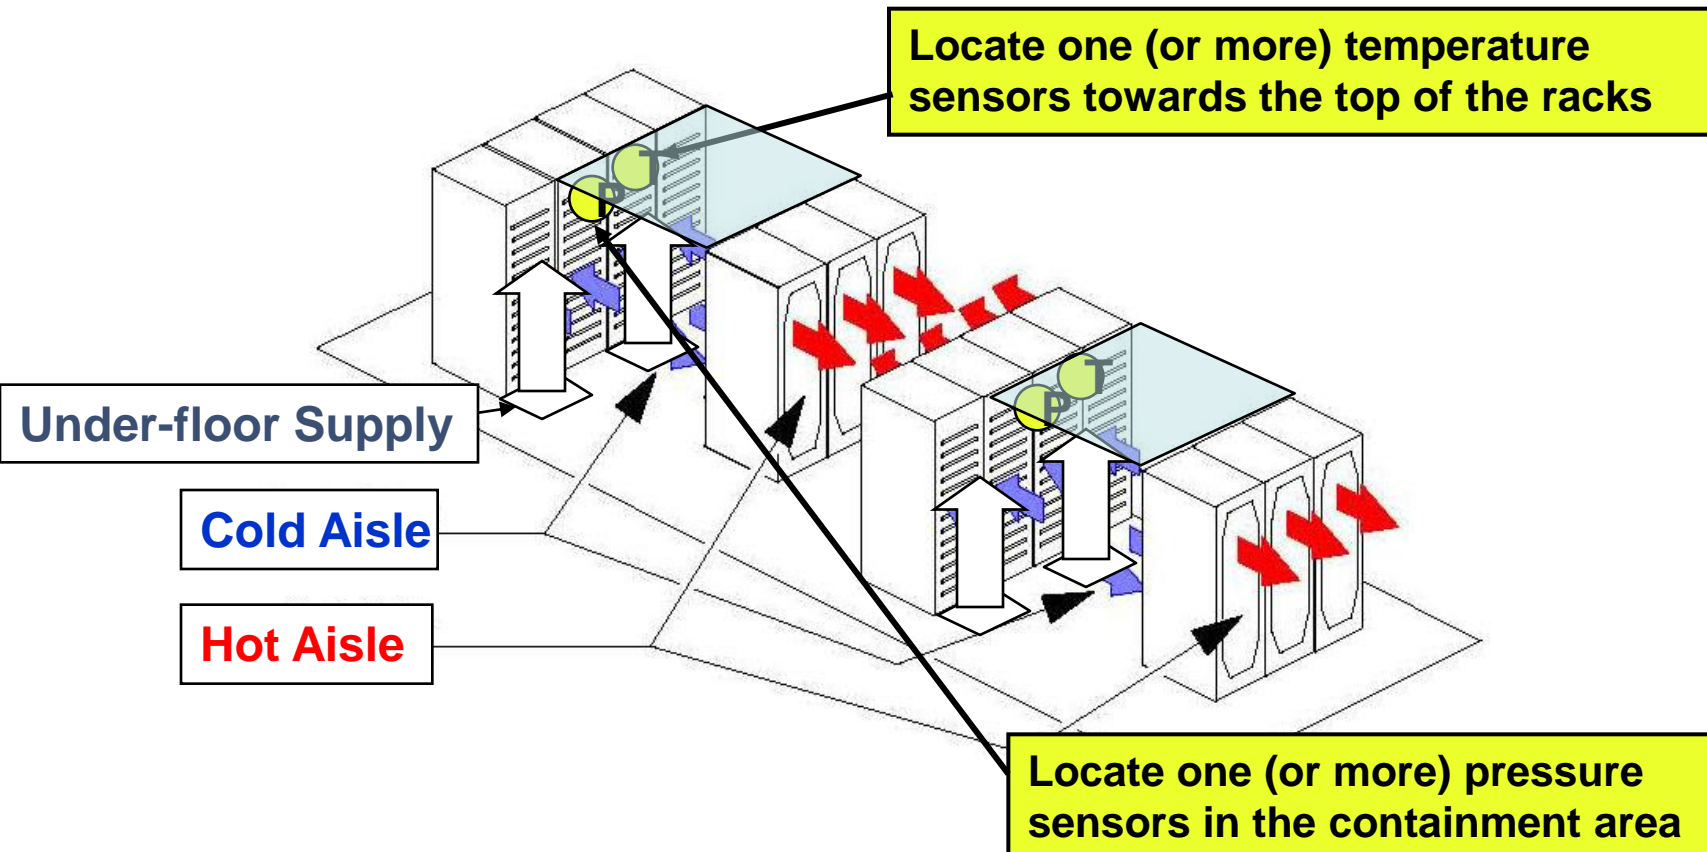 Locate one (or more) temperature
sensors towards the top of the racks
T
P
T
P
Under-floor Supply
Cold Aisle
Hot Aisle
Locate one (or more) pressure
sensors in the containment area